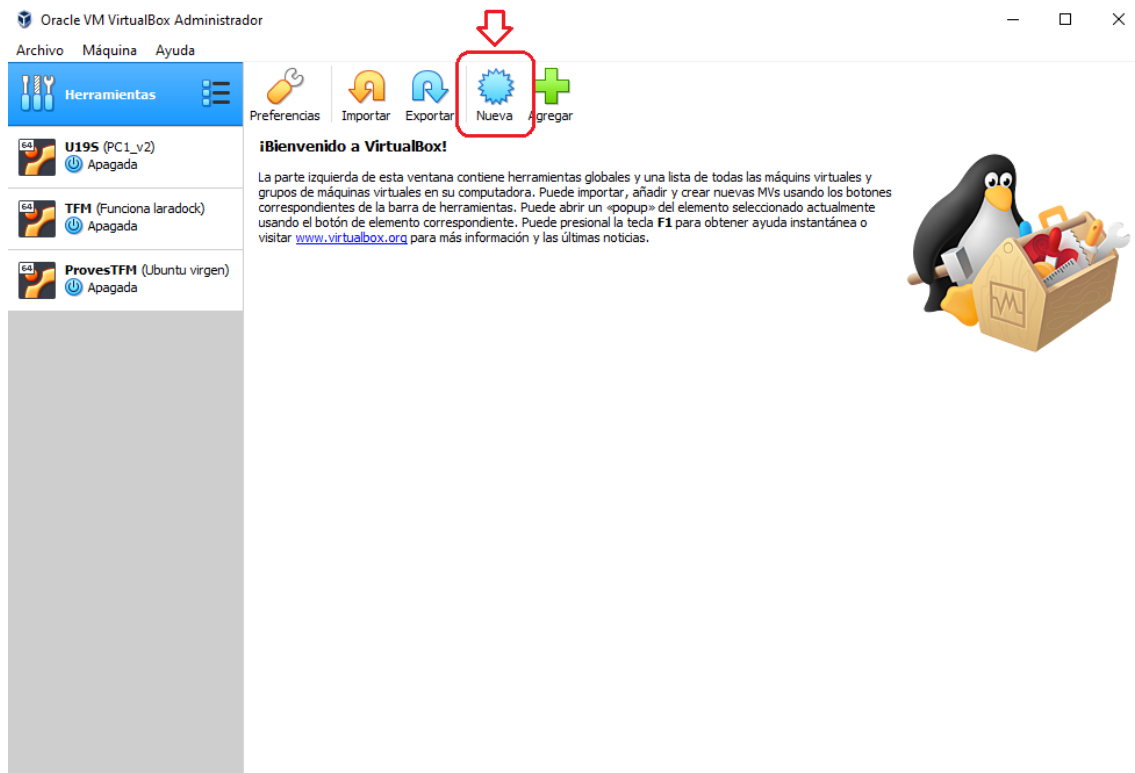 Oracle VM VirtualBox Administrador
Archivo Máquina Ayuda
Herramientas
Preferencias Importar Exportar Nueva Agregar
64
U19S (PC1_v2)
Apagada
64
TFM (Funciona laradock)
Apagada
64
ProvesTFM (Ubuntu virgen)
Apagada
¡Bienvenido a VirtualBox!
La parte izquierda de esta ventana contiene herramientas globales y una lista de todas las máquins virtuales y
grupos de máquinas virtuales en su computadora. Puede importar, añadir y crear nuevas MVs usando los botones
correspondientes de la barra de herramientas. Puede abrir un «popup» del elemento seleccionado actualmente
usando el botón de elemento correspondiente. Puede presional la tecla F1 para obtener ayuda instantánea o
visitar www.virtualbox.org para más información y las últimas noticias.